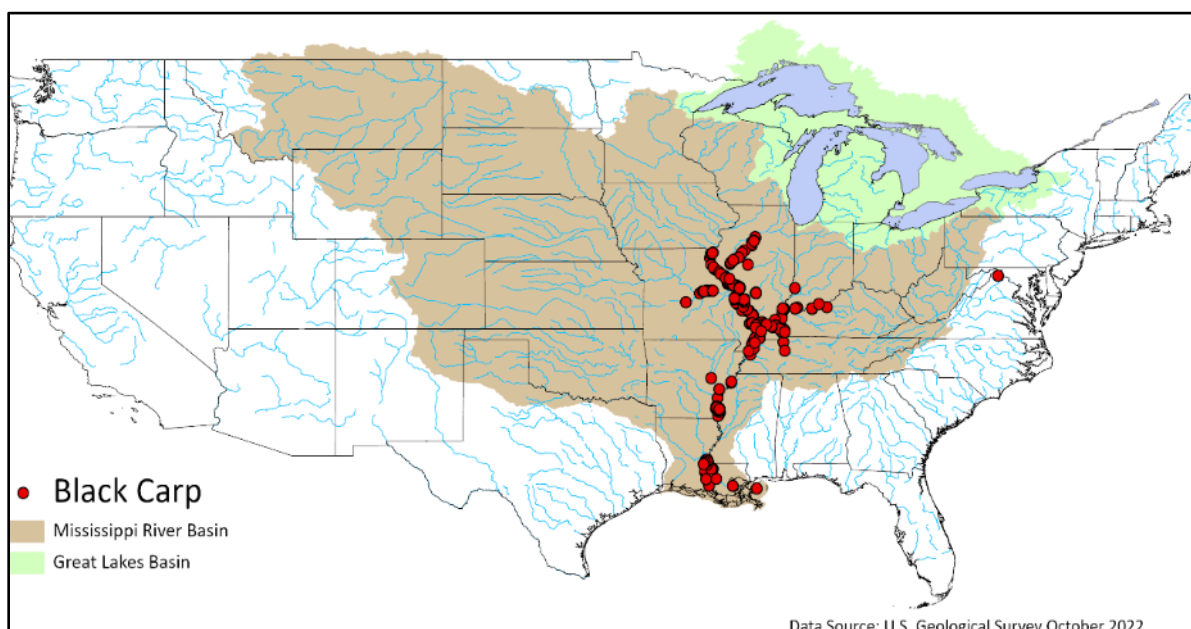 Black Carp
Mississippi River Basin
Great Lakes Basin
Data Source: U.S. Geological Survey October 2022